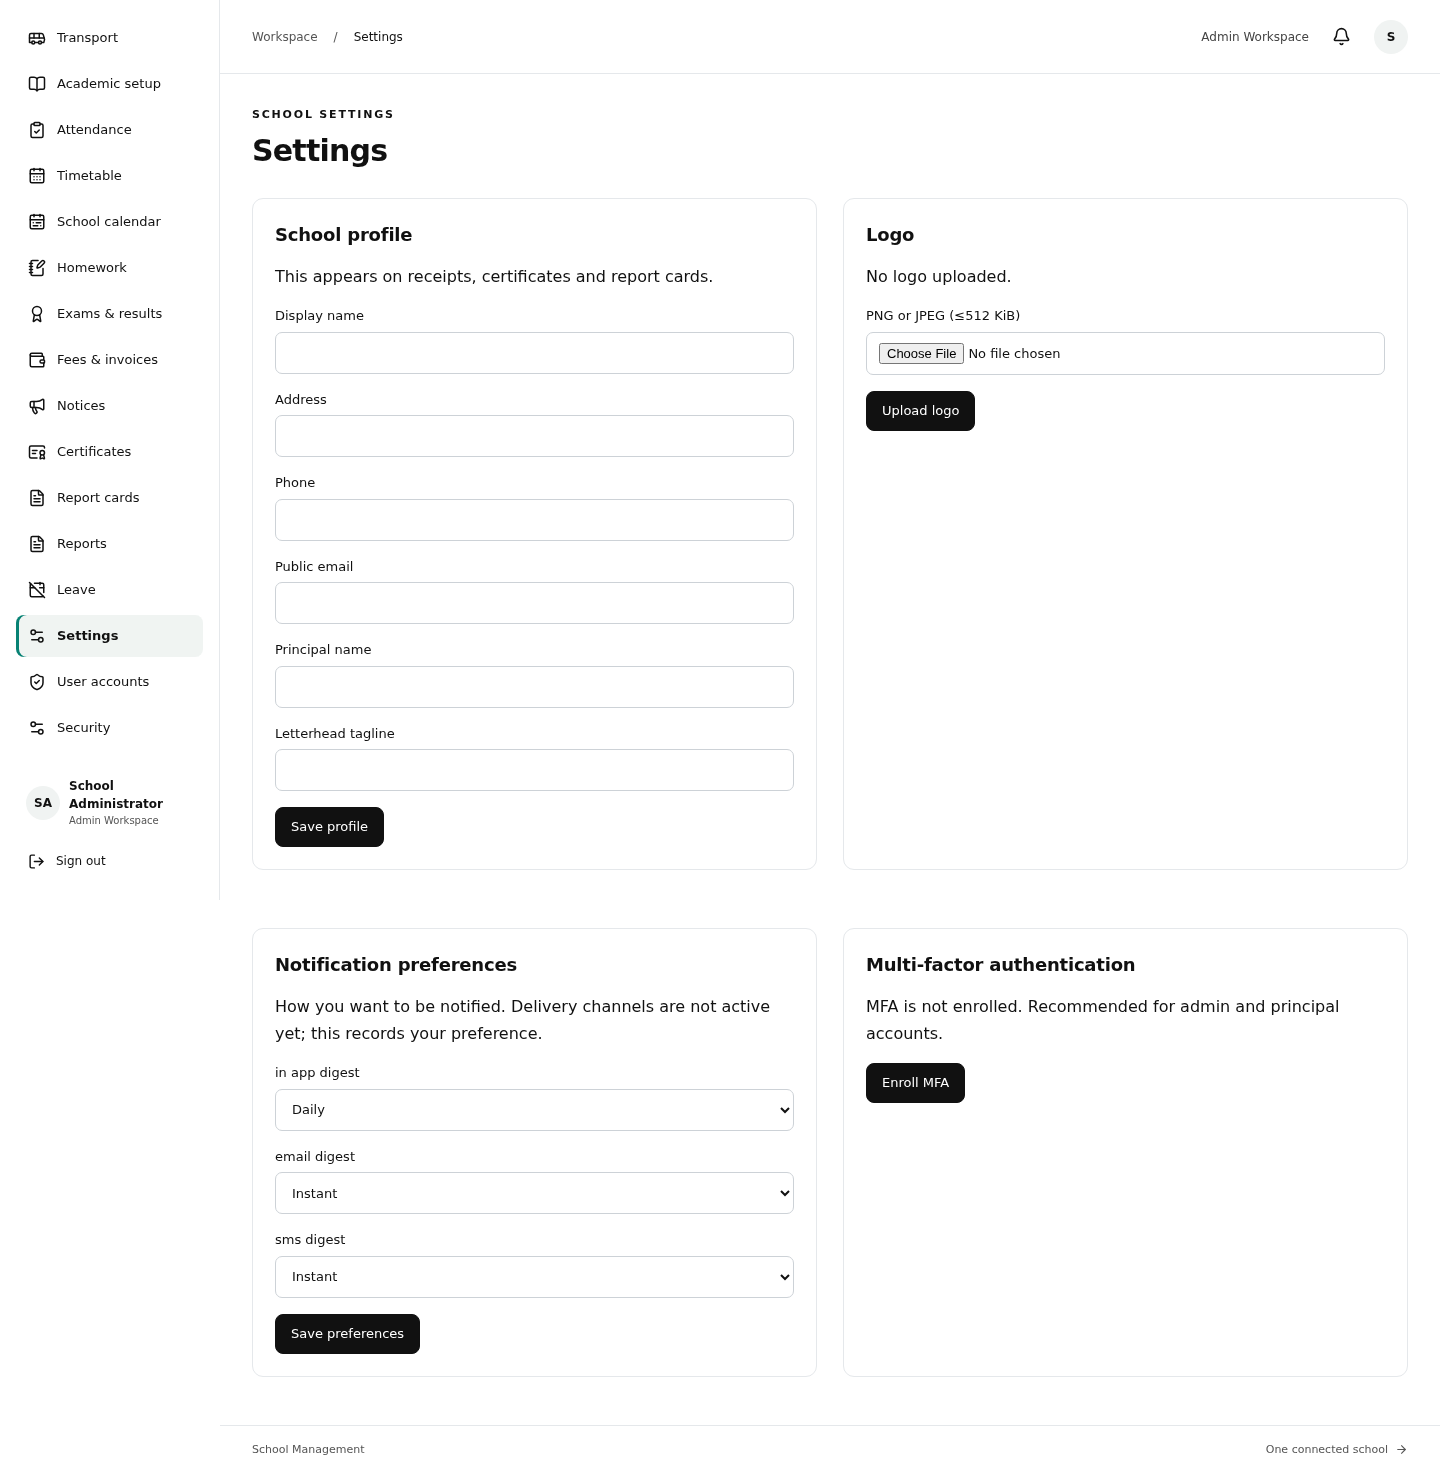 Transport
Academic setup
Attendance
Timetable
School calendar
Homework
Exams & results
Fees & invoices
Notices
Certificates
Report cards
Reports
Leave
Settings
User accounts
Security
SA
School
Administrator
Admin Workspace
Sign out
Workspace / Settings
Admin Workspace
S
SCHOOL SETTINGS
Settings
School profile
This appears on receipts, certificates and report cards.
Display name
Address
Phone
Public email
Principal name
Letterhead tagline
Save profile
Logo
No logo uploaded.
PNG or JPEG (≤512 KiB)
Choose File No file chosen
Upload logo
Notification preferences
How you want to be notified. Delivery channels are not active
yet; this records your preference.
in app digest
Daily
email digest
Instant
sms digest
Instant
Save preferences
Multi-factor authentication
MFA is not enrolled. Recommended for admin and principal
accounts.
Enroll MFA
School Management
One connected school